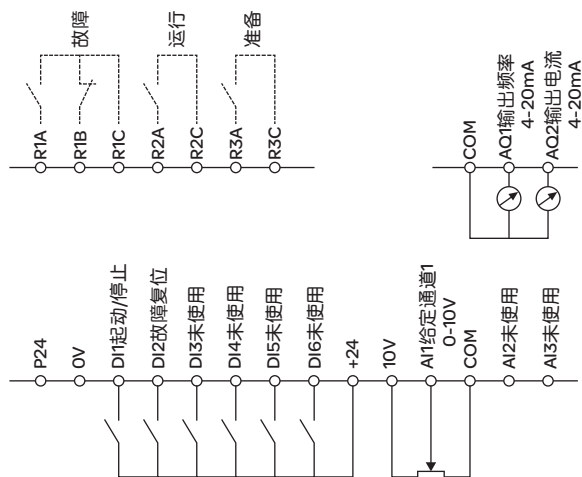 故障
运行
准备
R1A
R1B
R1C
R2A
R2C
R3A
R3C
COM
AQ1输出频率
4-20mA
AQ2输出电流
4-20mA
P24
0V
DI1起动/停止
DI2故障复位
DI3未使用
DI4未使用
DI5未使用
DI6未使用
+24
10V
AI1给定通道1
0-10V
COM
AI2未使用
AI3未使用